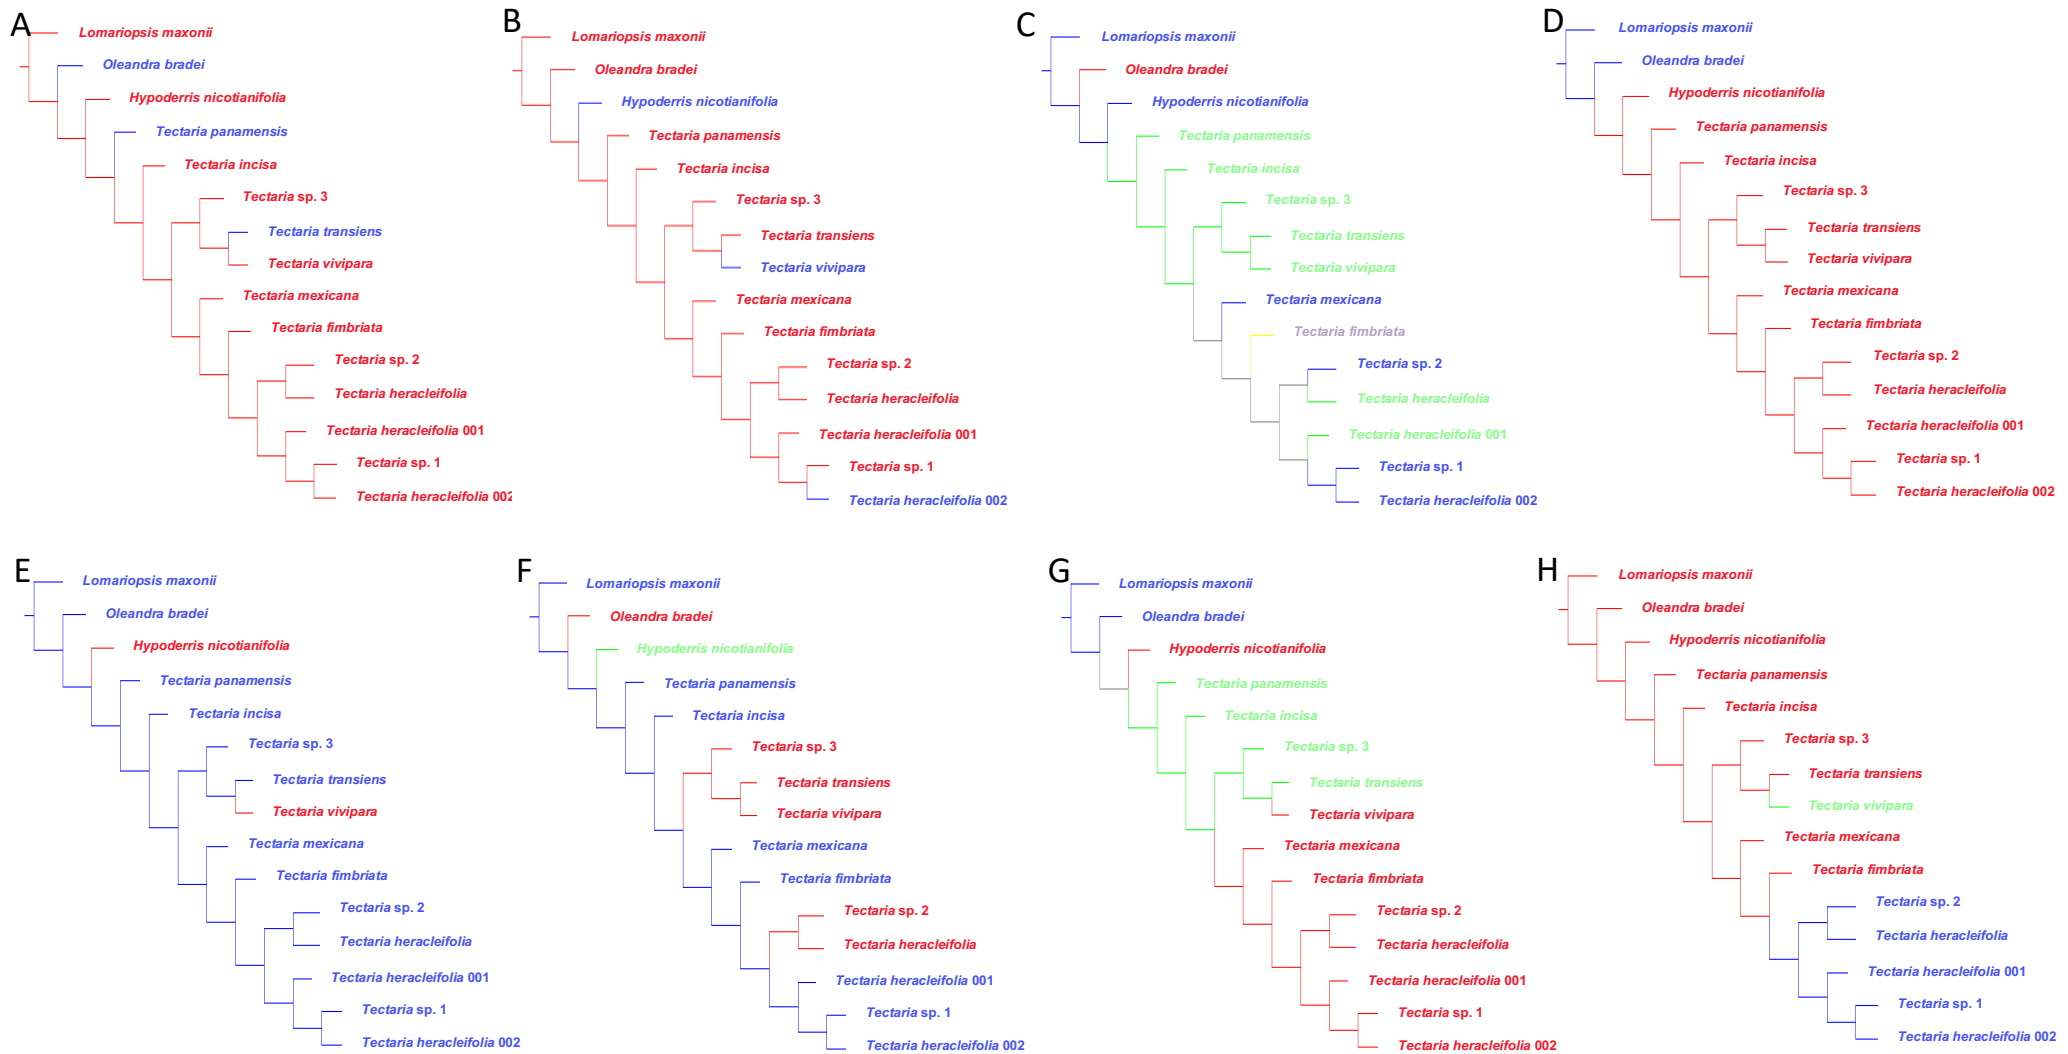 A
Lomariopsis maxonii
Oleandra bradei
Hypoderris nicotianifolia
Tectaria panamensis
Tectaria incisa
Tectaria sp. 3
Tectaria transiens
Tectaria vivipara
Tectaria mexicana
Tectaria fimbriata
Tectaria sp. 2
Tectaria heracleifolia
Tectaria heracleifolia 001
Tectaria sp. 1
Tectaria heracleifolia 002
B
Lomariopsis maxonii
Oleandra bradei
Hypoderris nicotianifolia
Tectaria panamensis
Tectaria incisa
Tectaria sp. 3
Tectaria transiens
Tectaria vivipara
Tectaria mexicana
Tectaria fimbriata
Tectaria sp. 2
Tectaria heracleifolia
Tectaria heracleifolia 001
Tectaria sp. 1
Tectaria heracleifolia 002
C
Lomariopsis maxonii
Oleandra bradei
Hypoderris nicotianifolia
Tectaria panamensis
Tectaria incisa
Tectaria sp. 3
Tectaria transiens
Tectaria vivipara
Tectaria mexicana
Tectaria fimbriata
Tectaria sp. 2
Tectaria heracleifolia
Tectaria heracleifolia 001
Tectaria sp. 1
Tectaria heracleifolia 002
D
Lomariopsis maxonii
Oleandra bradei
Hypoderris nicotianifolia
Tectaria panamensis
Tectaria incisa
Tectaria sp. 3
Tectaria transiens
Tectaria vivipara
Tectaria mexicana
Tectaria fimbriata
Tectaria sp. 2
Tectaria heracleifolia
Tectaria heracleifolia 001
Tectaria sp. 1
Tectaria heracleifolia 002
E
Lomariopsis maxonii
Oleandra bradei
Hypoderris nicotianifolia
Tectaria panamensis
Tectaria incisa
Tectaria sp. 3
Tectaria transiens
Tectaria vivipara
Tectaria mexicana
Tectaria fimbriata
Tectaria sp. 2
Tectaria heracleifolia
Tectaria heracleifolia 001
Tectaria sp. 1
Tectaria heracleifolia 002
F
Lomariopsis maxonii
Oleandra bradei
Hypoderris nicotianifolia
Tectaria panamensis
Tectaria incisa
Tectaria sp. 3
Tectaria transiens
Tectaria vivipara
Tectaria mexicana
Tectaria fimbriata
Tectaria sp. 2
Tectaria heracleifolia
Tectaria heracleifolia 001
Tectaria sp. 1
Tectaria heracleifolia 002
G
Lomariopsis maxonii
Oleandra bradei
Hypoderris nicotianifolia
Tectaria panamensis
Tectaria incisa
Tectaria sp. 3
Tectaria transiens
Tectaria vivipara
Tectaria mexicana
Tectaria fimbriata
Tectaria sp. 2
Tectaria heracleifolia
Tectaria heracleifolia 001
Tectaria sp. 1
Tectaria heracleifolia 002
H
Lomariopsis maxonii
Oleandra bradei
Hypoderris nicotianifolia
Tectaria panamensis
Tectaria incisa
Tectaria sp. 3
Tectaria transiens
Tectaria vivipara
Tectaria mexicana
Tectaria fimbriata
Tectaria sp. 2
Tectaria heracleifolia
Tectaria heracleifolia 001
Tectaria sp. 1
Tectaria heracleifolia 002